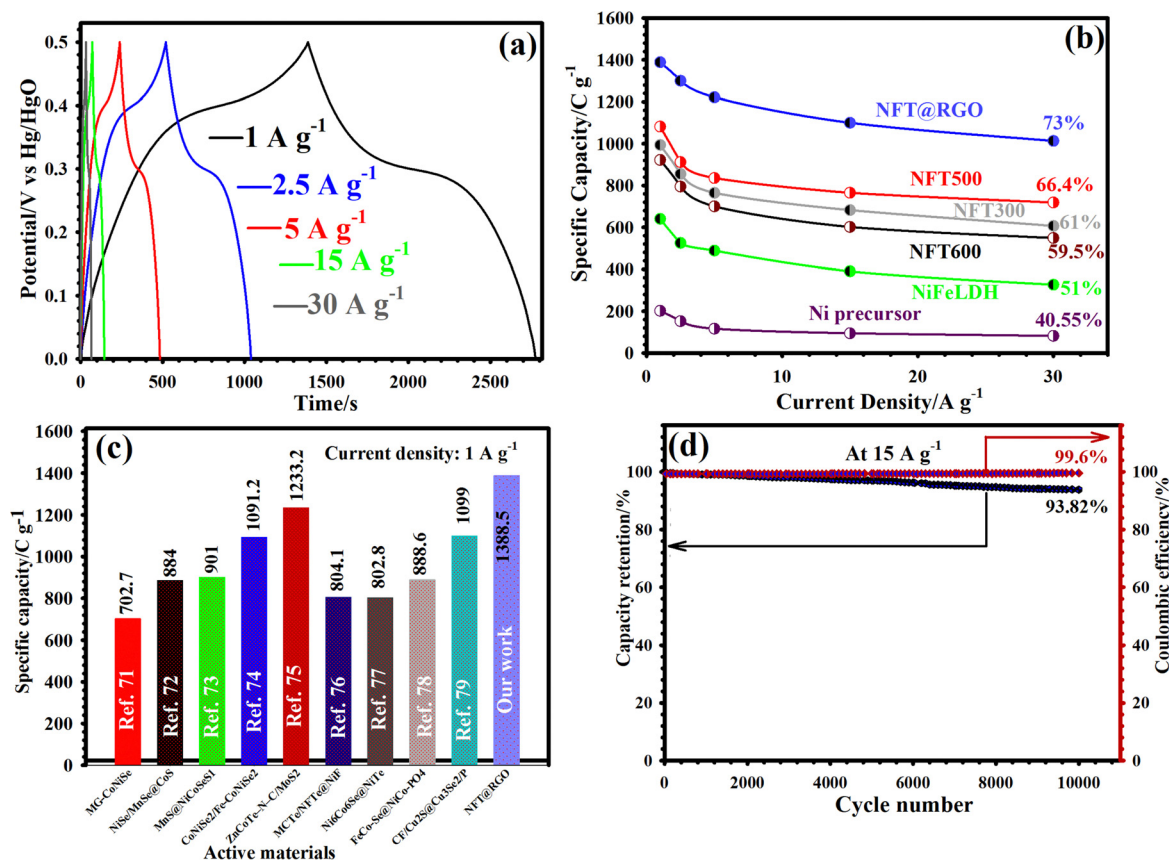 (a)
Potential/V vs Hg/HgO
0.5
0.4
0.3
0.2
0.1
0.0
1 A g⁻¹
2.5 A g⁻¹
5 A g⁻¹
15 A g⁻¹
30 A g⁻¹
0 500 1000 1500 2000 2500
Time/s
(b)
Specific Capacity/C g⁻¹
1600
1400
1200
1000
800
600
400
200
0
NFT@RGO
73%
NFT500
66.4%
NFT300
61%
NFT600
59.5%
NiFeLDH
51%
Ni precursor
40.55%
0 10 20 30
Current Density/A g⁻¹
(c)
Current density: 1 A g⁻¹
Specific capacity/C g⁻¹
1600
1400
1200
1000
800
600
400
200
0
702.7
884
901
1091.2
1233.2
804.1
802.8
888.6
1099
1388.5
Ref. 71
Ref. 72
Ref. 73
Ref. 74
Ref. 75
Ref. 76
Ref. 77
Ref. 78
Ref. 79
Our work
MG-CoNiSe
NiSe/MnSe@CoS
MnS@NiCoSeS1
CoNiSe2/Fe-CoNiSe2
ZnCoTe-N-C/MoS2
MCTe/NFTe@NiF
Ni6Co6Se@NiTe
FeCo-Se@NiCo-PO4
CF/Cu2S@Cu3Se2/P
NFT@RGO
Active materials
(d)
At 15 A g⁻¹
99.6%
93.82%
Capacity retention/%
100
80
60
40
20
0
Coulombic efficiency/%
100
80
60
40
20
0
0 2000 4000 6000 8000 10000
Cycle number